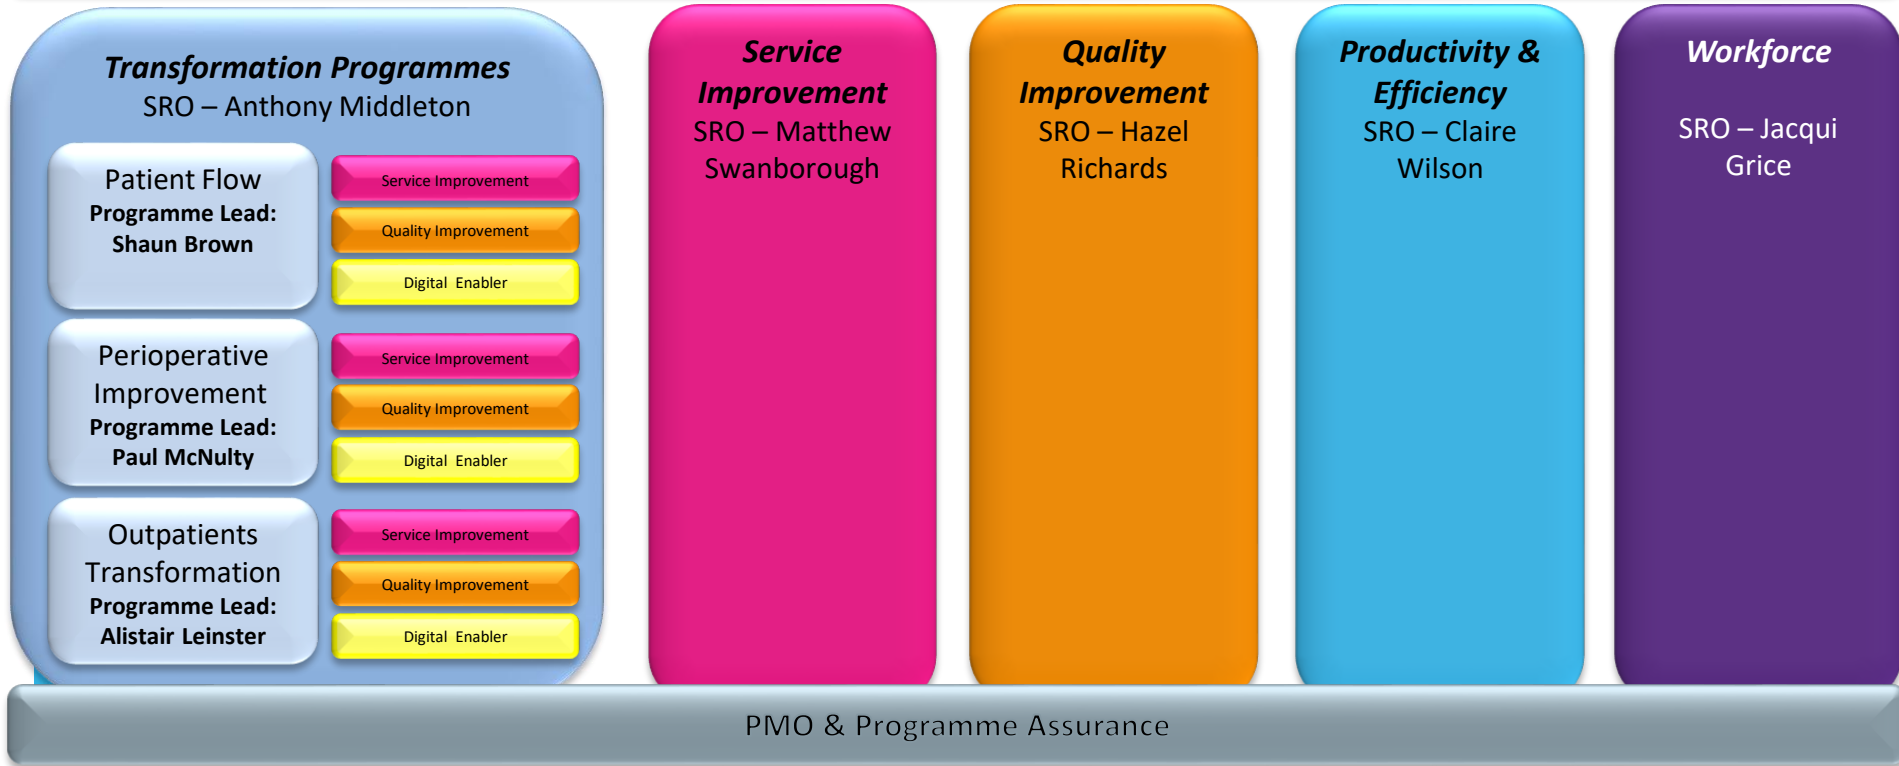 Transformation Programmes
SRO – Anthony Middleton
Patient Flow
Programme Lead:
Shaun Brown
Service Improvement
Quality Improvement
Digital Enabler
Perioperative
Improvement
Programme Lead:
Paul McNulty
Service Improvement
Quality Improvement
Digital Enabler
Outpatients
Transformation
Programme Lead:
Alistair Leinster
Service Improvement
Quality Improvement
Digital Enabler
Service
Improvement
SRO – Matthew
Swanborough
Quality
Improvement
SRO – Hazel
Richards
Productivity &
Efficiency
SRO – Claire
Wilson
Workforce
SRO – Jacqui
Grice
PMO & Programme Assurance